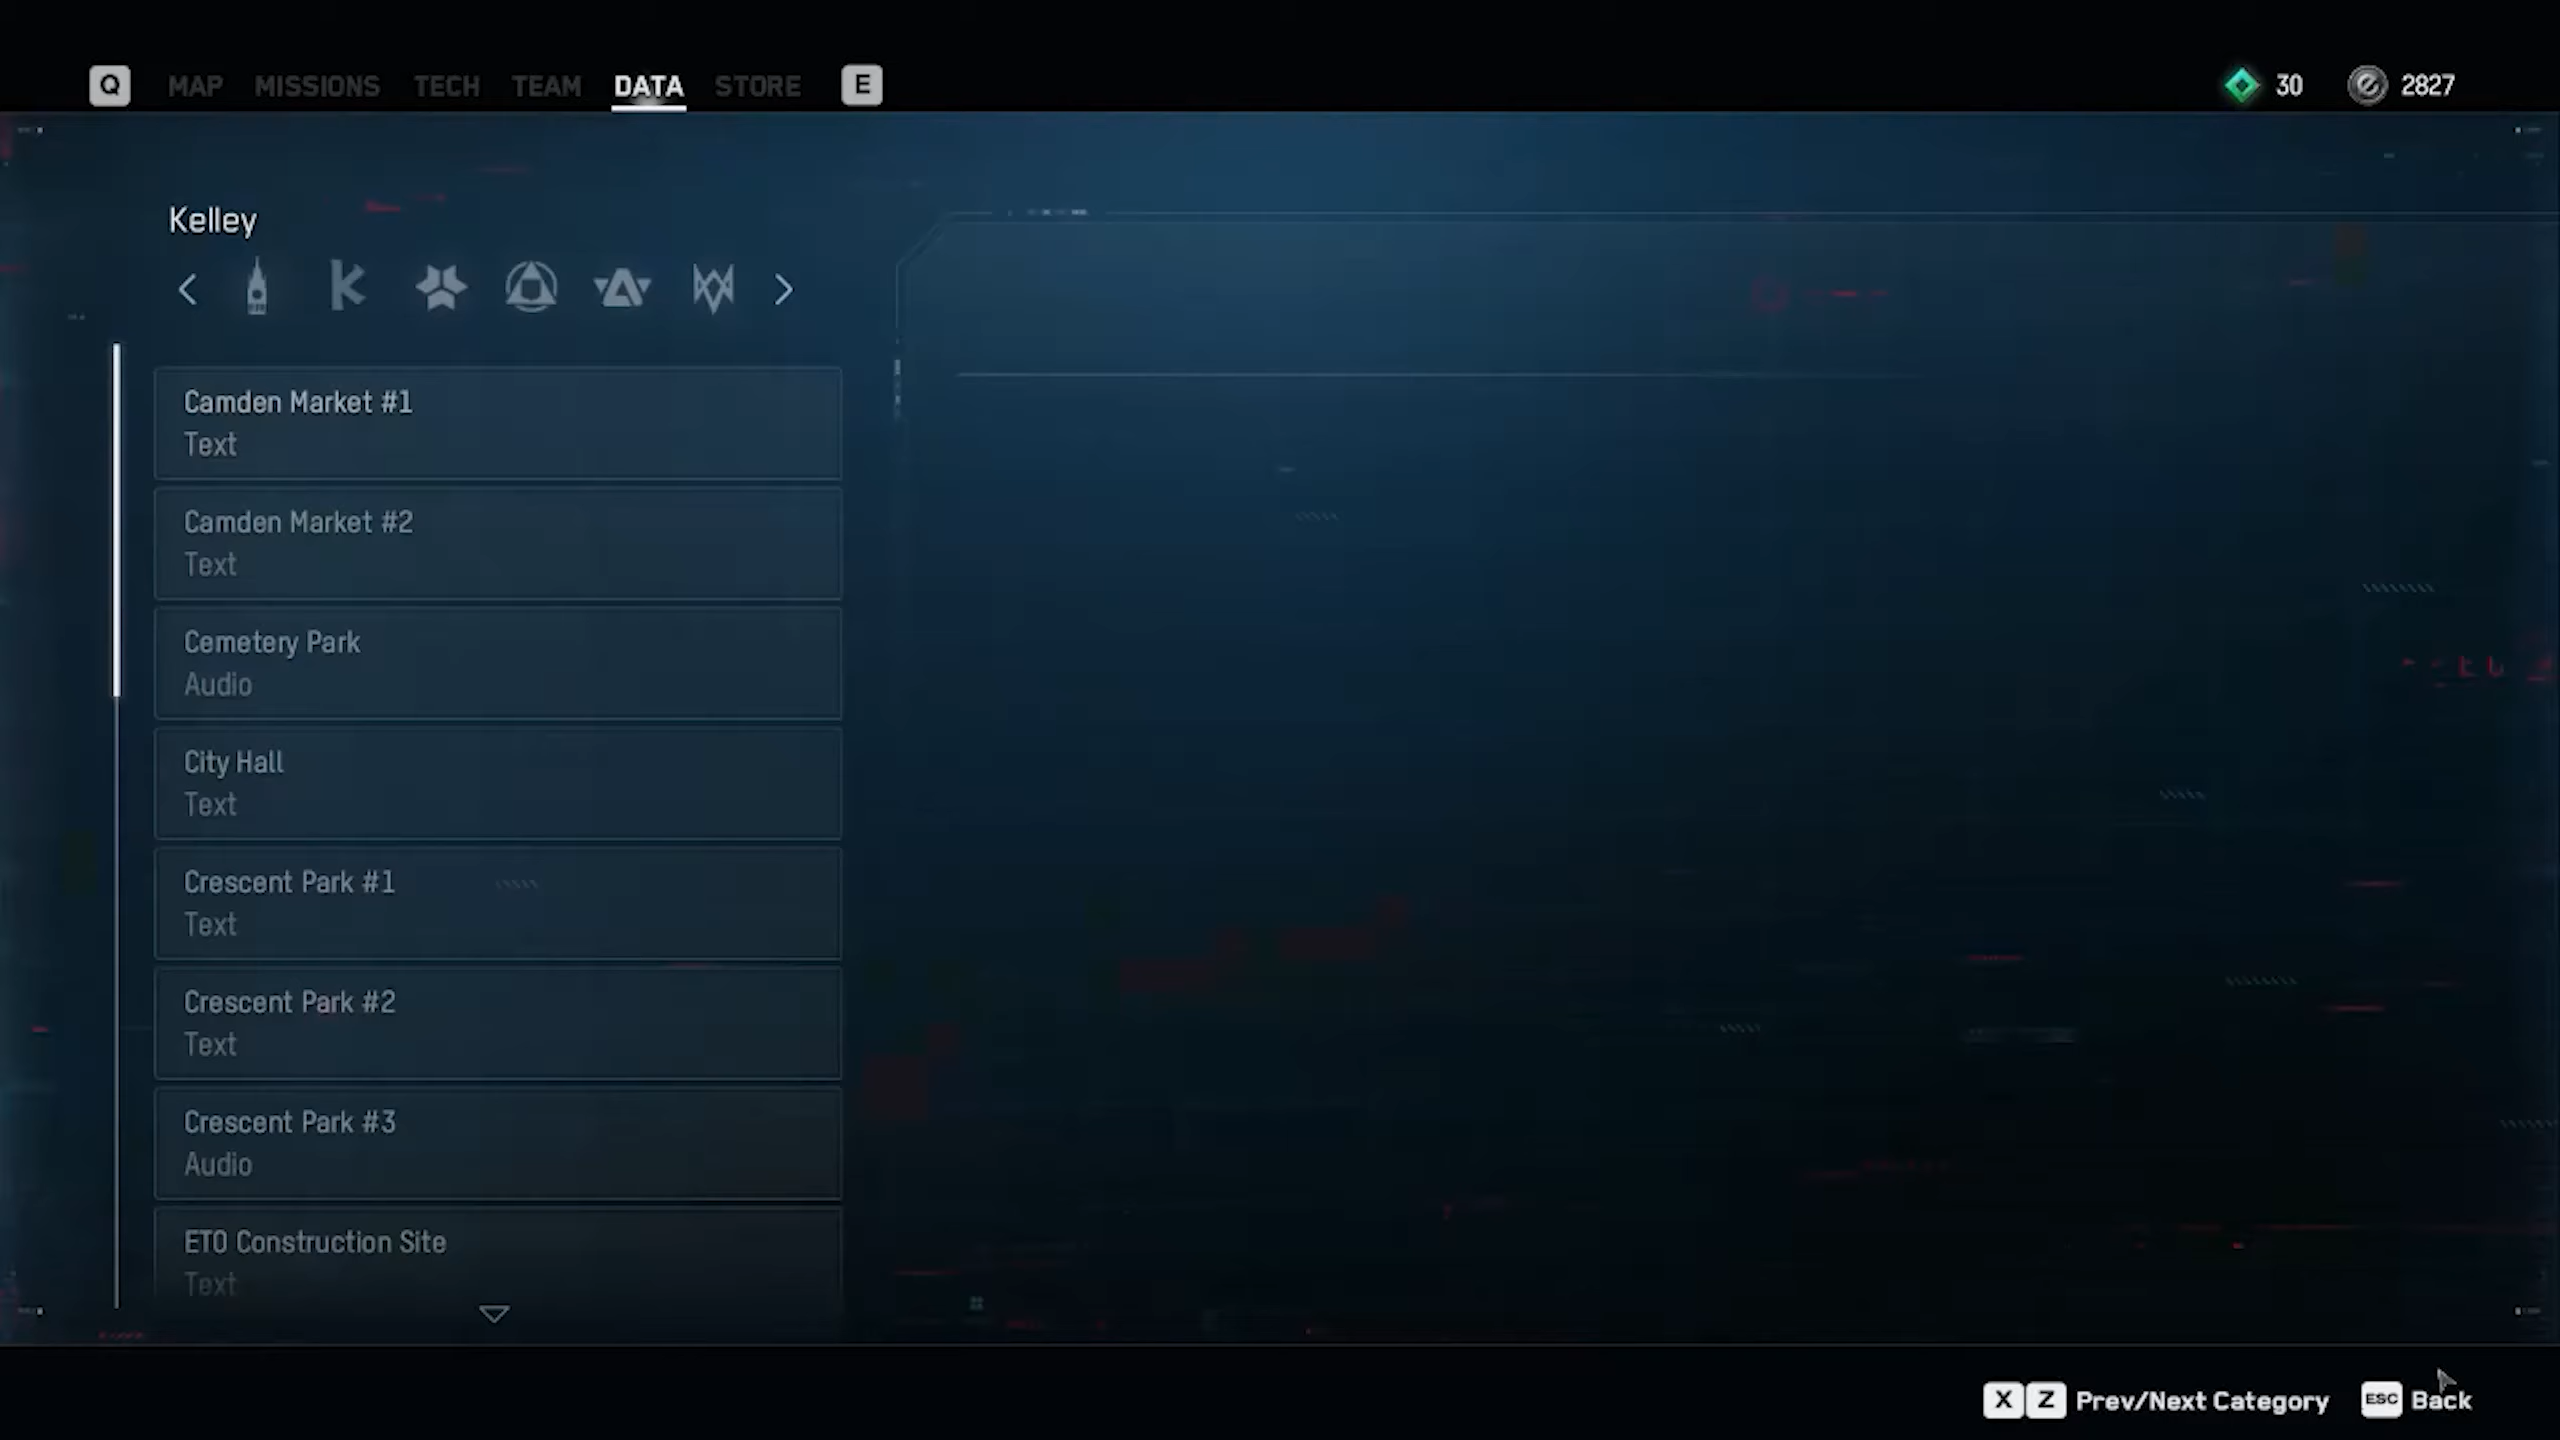 Q MAP MISSIONS TECH TEAM DATA STORE E 30 2827
Kelley
Camden Market #1
Text
Camden Market #2
Text
Cemetery Park
Audio
City Hall
Text
Crescent Park #1
Text
Crescent Park #2
Text
Crescent Park #3
Audio
ETO Construction Site
Text
X Z Prev/Next Category ESC Back